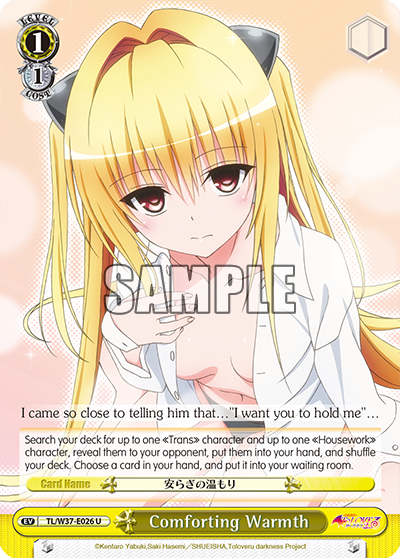 LEVEL
1
1
COST
SAMPLE
I came so close to telling him that…"I want you to hold me"…
Search your deck for up to one «Trans» character and up to one «Housework»
character, reveal them to your opponent, put them into your hand, and shuffle
your deck. Choose a card in your hand, and put it into your waiting room.
Card Name
安らぎの温もり
EV TL/W37-E026 U
Comforting Warmth
©Kentaro Yabuki,Saki Hasemi／SHUEISHA,Toloveru darkness Project